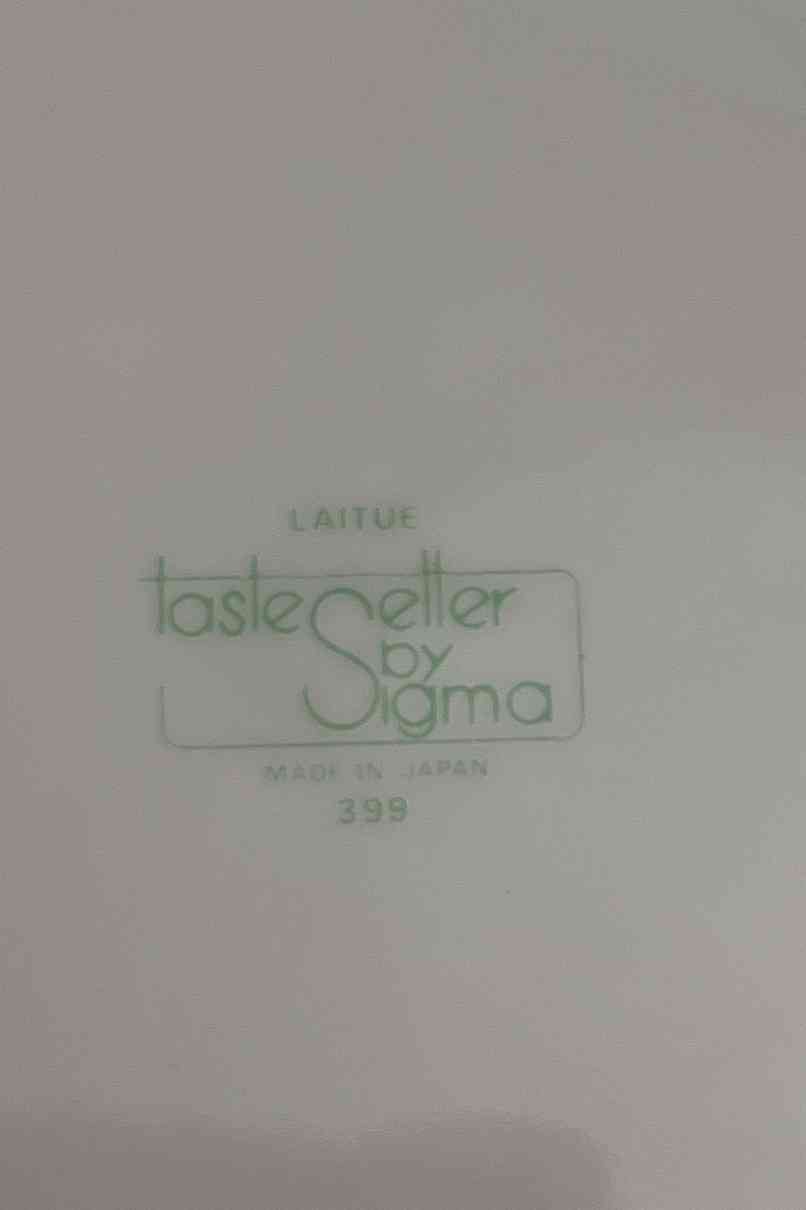 LAITUE
tasteSetter
by
Sigma
MADE IN JAPAN
399